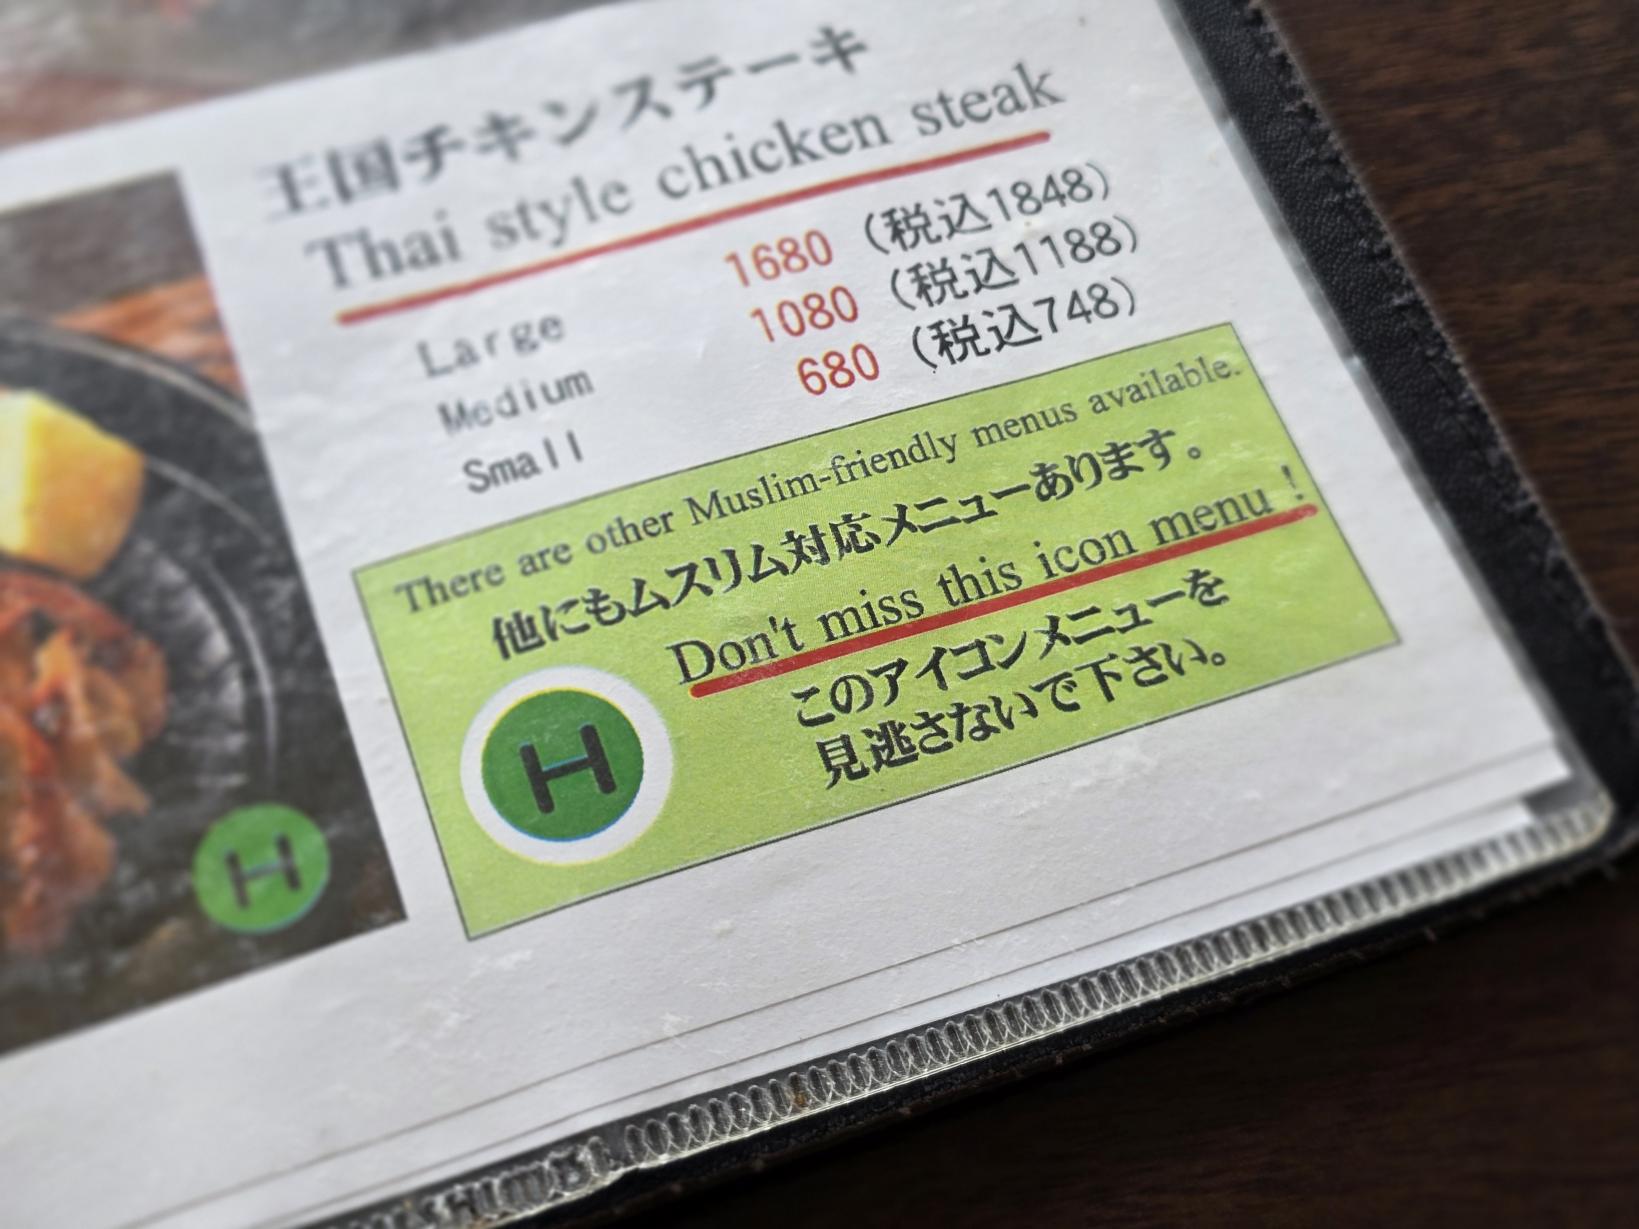 王国チキンステーキ
Thai style chicken steak
Large 1680 (税込1848)
Medium 1080 (税込1188)
Small 680 (税込748)
There are other Muslim-friendly menus available.
他にもムスリム対応メニューあります。
Don't miss this icon menu !
このアイコンメニューを
見逃さないで下さい。
H
H